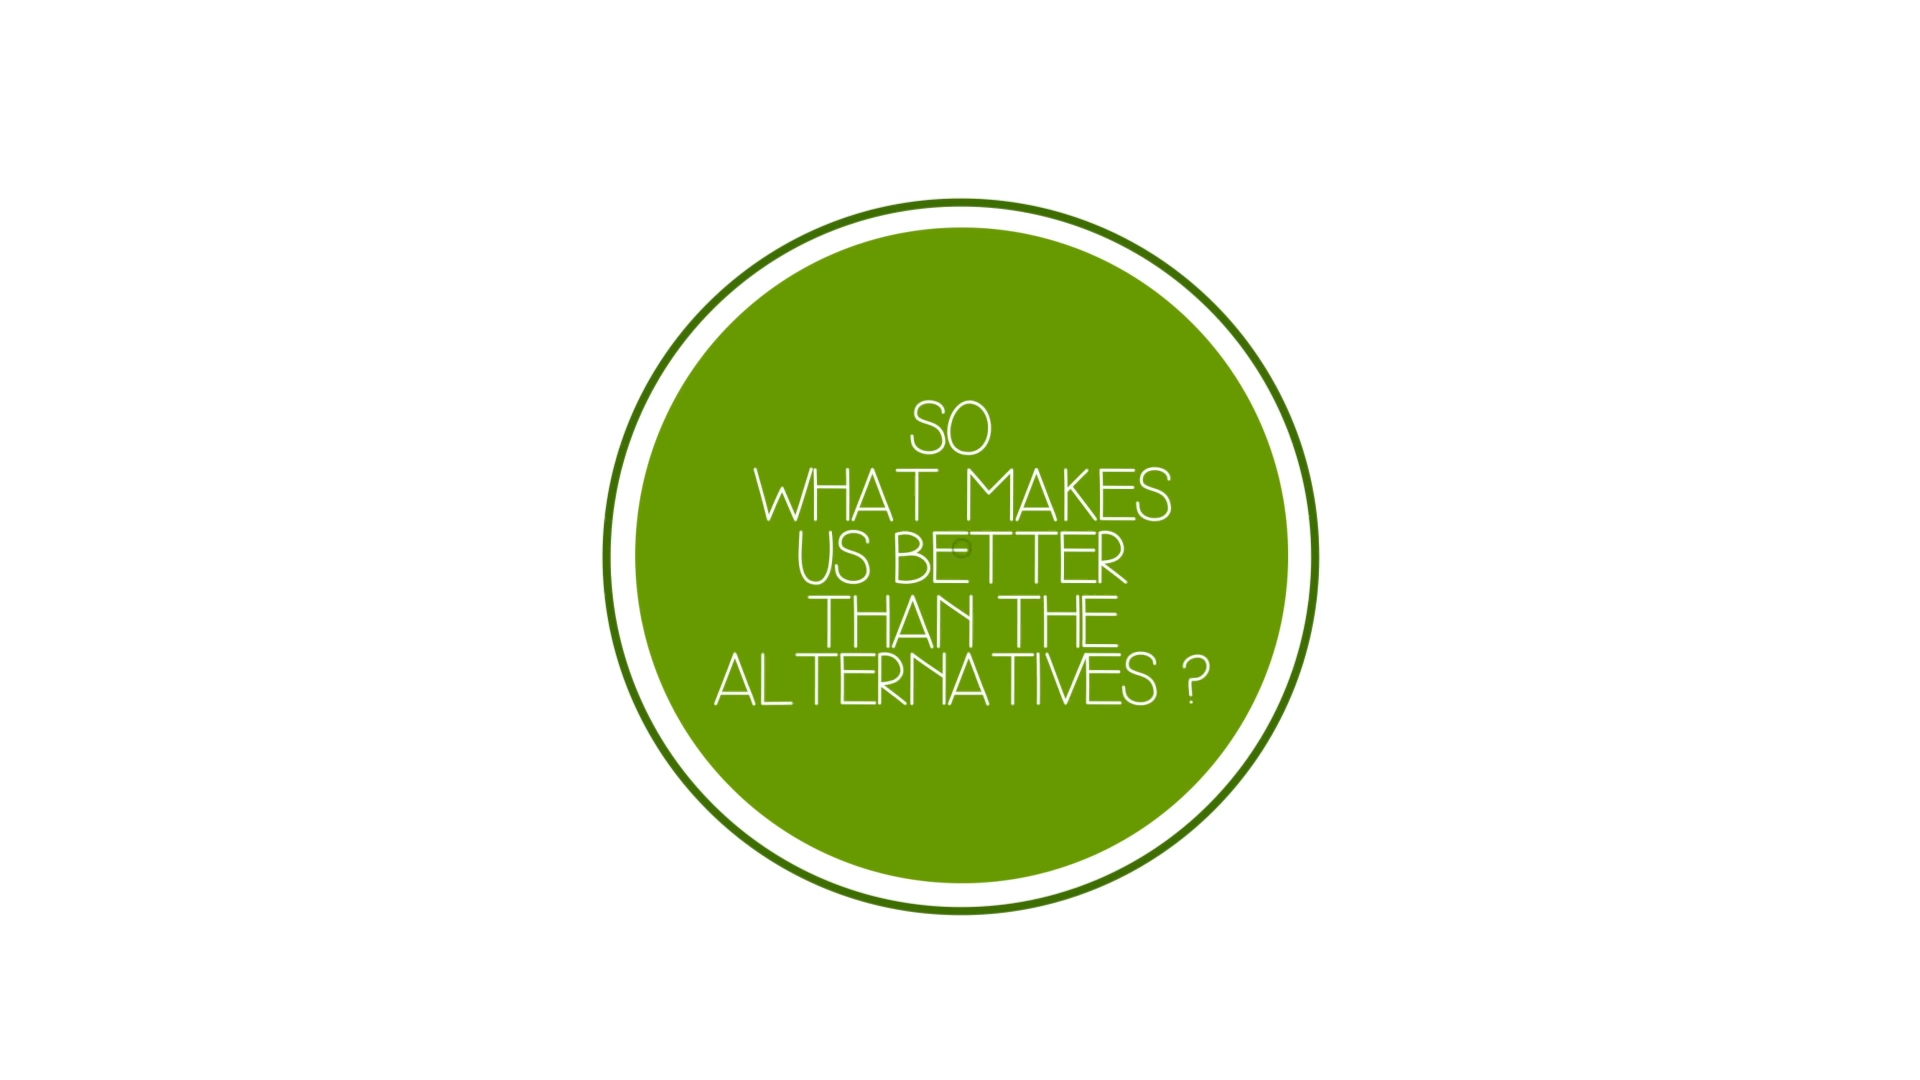 SO
WHAT MAKES
US BETTER
THAN THE
ALTERNATIVES ?